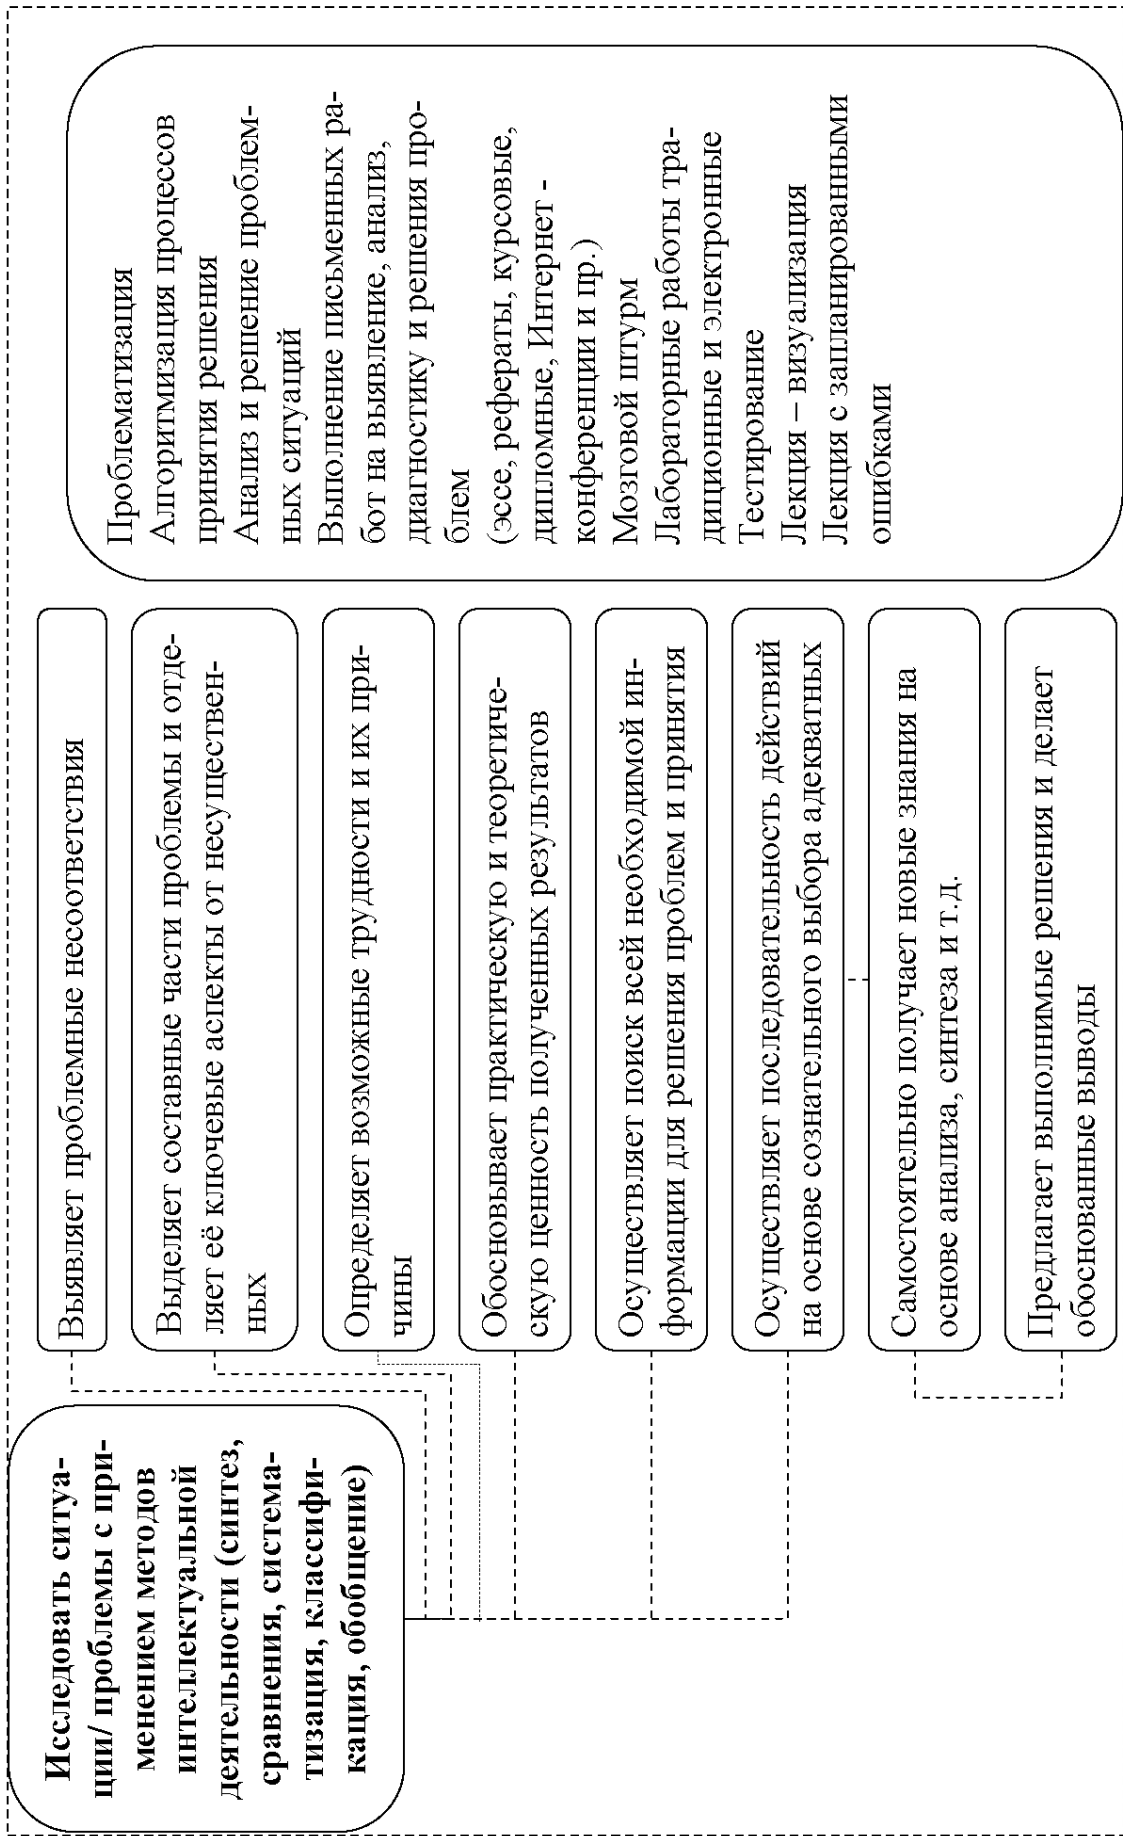 Исследовать ситуа-
ции/ проблемы с при-
менением методов
интеллектуальной
деятельности (синтез,
сравнения, система-
тизация, классифи-
кация, обобщение)
Выявляет проблемные несоответствия
Выделяет составные части проблемы и отде-
ляет её ключевые аспекты от несуществен-
ных
Определяет возможные трудности и их при-
чины
Обосновывает практическую и теоретиче-
скую ценность полученных результатов
Осуществляет поиск всей необходимой ин-
формации для решения проблем и принятия
Осуществляет последовательность действий
на основе сознательного выбора адекватных
Самостоятельно получает новые знания на
основе анализа, синтеза и т.д.
Предлагает выполнимые решения и делает
обоснованные выводы
Проблематизация
Алгоритмизация процессов
принятия решения
Анализ и решение проблем-
ных ситуаций
Выполнение письменных ра-
бот на выявление, анализ,
диагностику и решения про-
блем
(эссе, рефераты, курсовые,
дипломные, Интернет -
конференции и пр.)
Мозговой штурм
Лабораторные работы тра-
диционные и электронные
Тестирование
Лекция – визуализация
Лекция с запланированными
ошибками